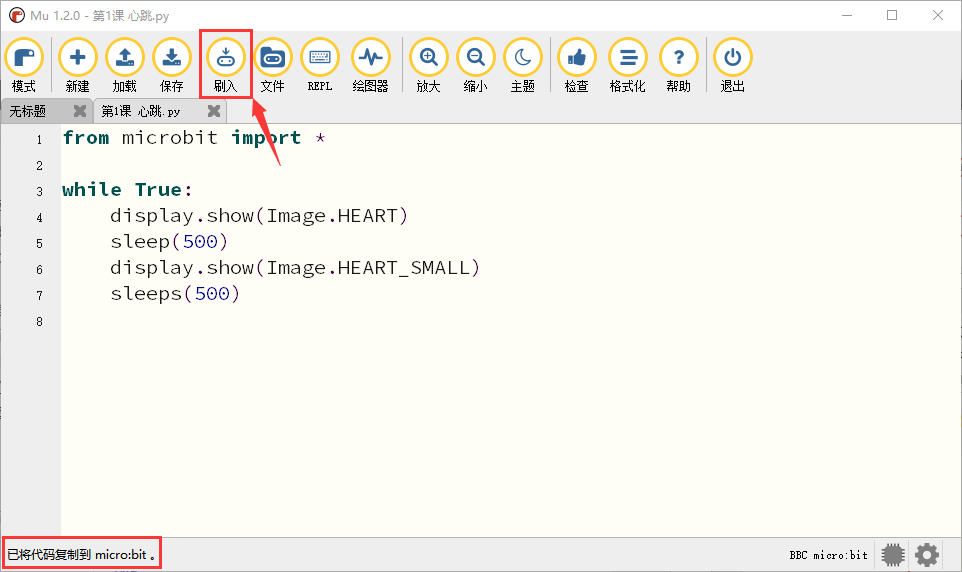 Mu 1.2.0 - 第1课 心跳.py
模式 新建 加载 保存 刷入 文件 REPL 绘图器 放大 缩小 主题 检查 格式化 帮助 退出
无标题 第1课 心跳.py
1 from microbit import *
2
3 while True:
4 display.show(Image.HEART)
5 sleep(500)
6 display.show(Image.HEART_SMALL)
7 sleeps(500)
8
已将代码复制到 micro:bit 。 BBC micro:bit